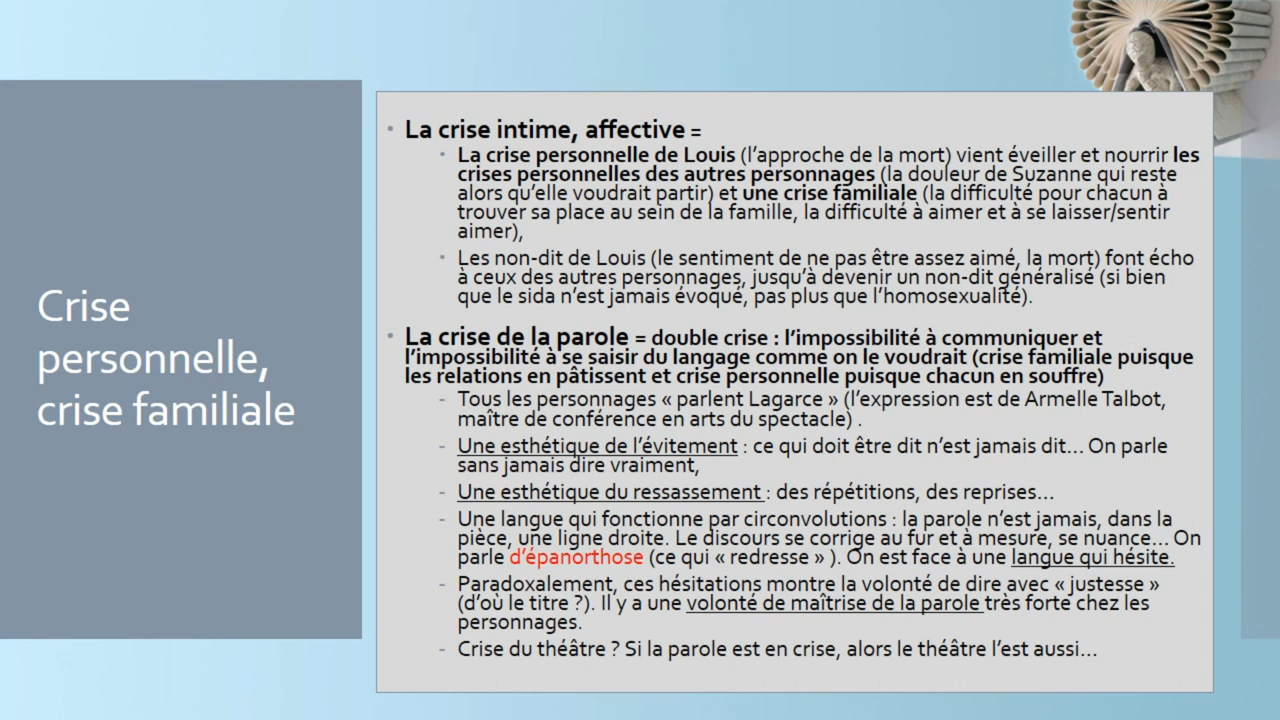 Crise
personnelle,
crise familiale
• La crise intime, affective =
• La crise personnelle de Louis (l’approche de la mort) vient éveiller et nourrir les
crises personnelles des autres personnages (la douleur de Suzanne qui reste
alors qu’elle voudrait partir) et une crise familiale (la difficulté pour chacun à
trouver sa place au sein de la famille, la difficulté à aimer et à se laisser/sentir
aimer),
• Les non-dit de Louis (le sentiment de ne pas être assez aimé, la mort) font écho
à ceux des autres personnages, jusqu’à devenir un non-dit généralisé (si bien
que le sida n’est jamais évoqué, pas plus que l’homosexualité).
• La crise de la parole = double crise : l’impossibilité à communiquer et
l’impossibilité à se saisir du langage comme on le voudrait (crise familiale puisque
les relations en pâtissent et crise personnelle puisque chacun en souffre)
- Tous les personnages « parlent Lagarce » (l’expression est de Armelle Talbot,
maître de conférence en arts du spectacle) .
- Une esthétique de l’évitement : ce qui doit être dit n’est jamais dit… On parle
sans jamais dire vraiment,
- Une esthétique du ressassement : des répétitions, des reprises…
- Une langue qui fonctionne par circonvolutions : la parole n’est jamais, dans la
pièce, une ligne droite. Le discours se corrige au fur et à mesure, se nuance… On
parle d’épanorthose (ce qui « redresse » ). On est face à une langue qui hésite.
- Paradoxalement, ces hésitations montre la volonté de dire avec « justesse »
(d’où le titre ?). Il y a une volonté de maîtrise de la parole très forte chez les
personnages.
- Crise du théâtre ? Si la parole est en crise, alors le théâtre l’est aussi…